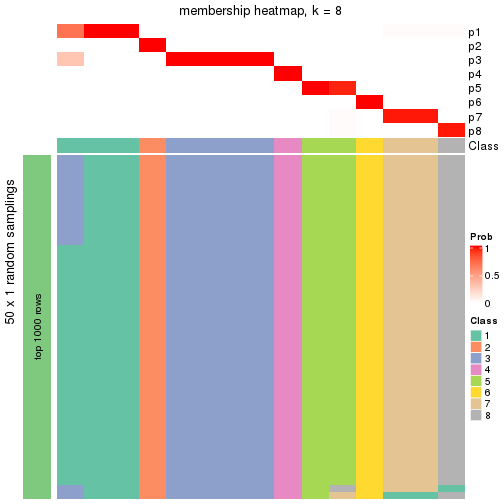 membership heatmap, k = 8
p1
p2
p3
p4
p5
p6
p7
p8
Class
50 x 1 random samplings
top 1000 rows
Prob
1
0.5
0
Class
1
2
3
4
5
6
7
8